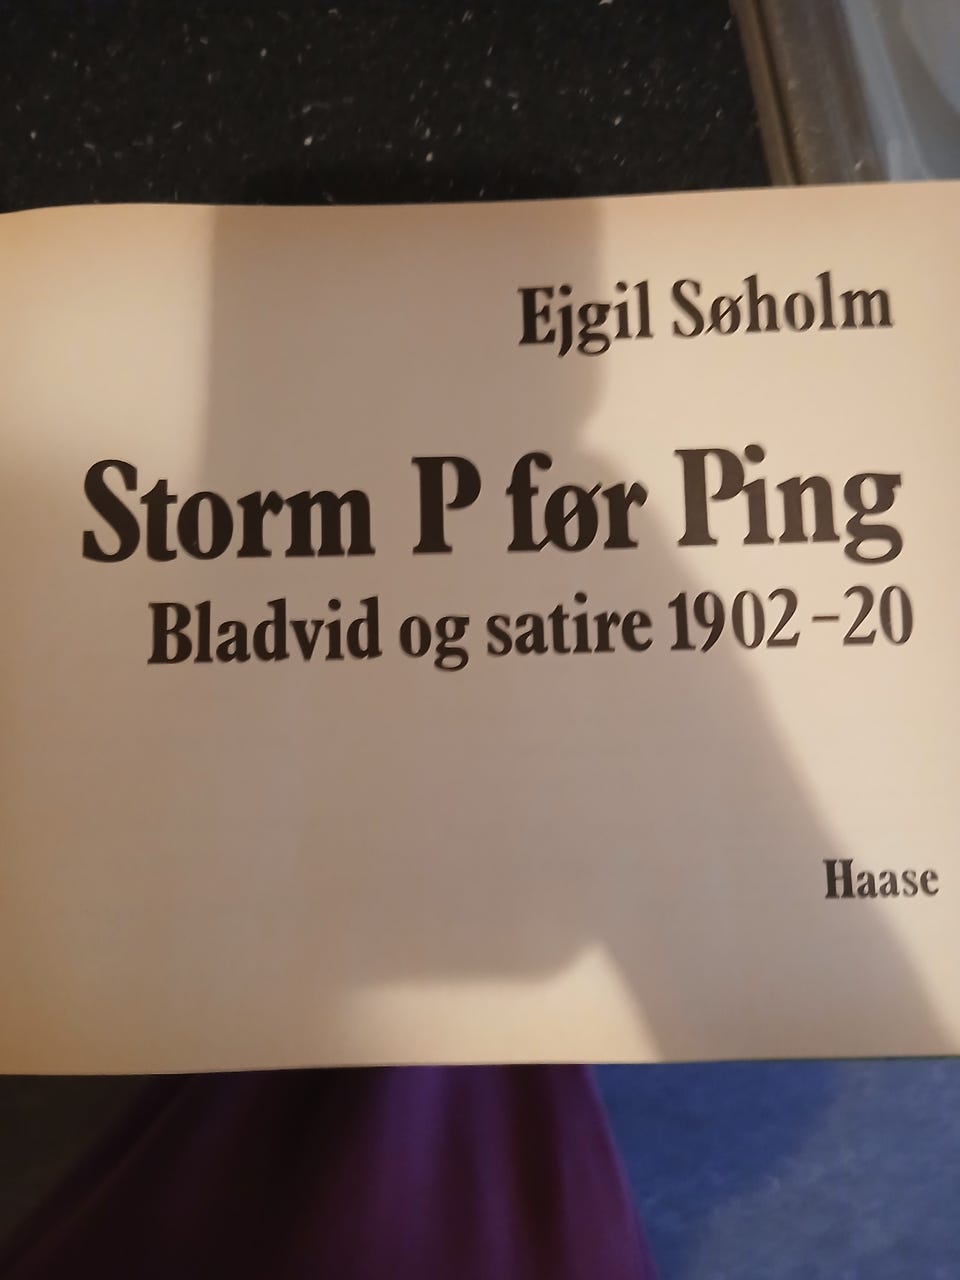 Ejgil Søholm
Storm P før Ping
Bladvid og satire 1902-20
Haase